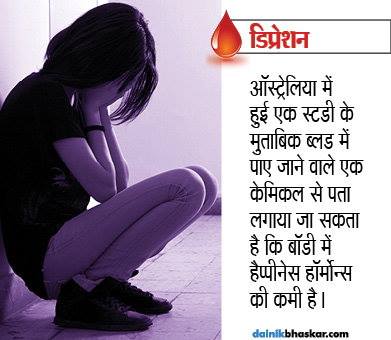 डिप्रेशन
ऑस्ट्रेलिया में
हुई एक स्टडी के
मुताबिक ब्लड में
पाए जाने वाले एक
केमिकल से पता
लगाया जा सकता
है कि बॉडी में
हैप्पीनेस हॉर्मोन्स
की कमी है।
dainikbhaskar.com